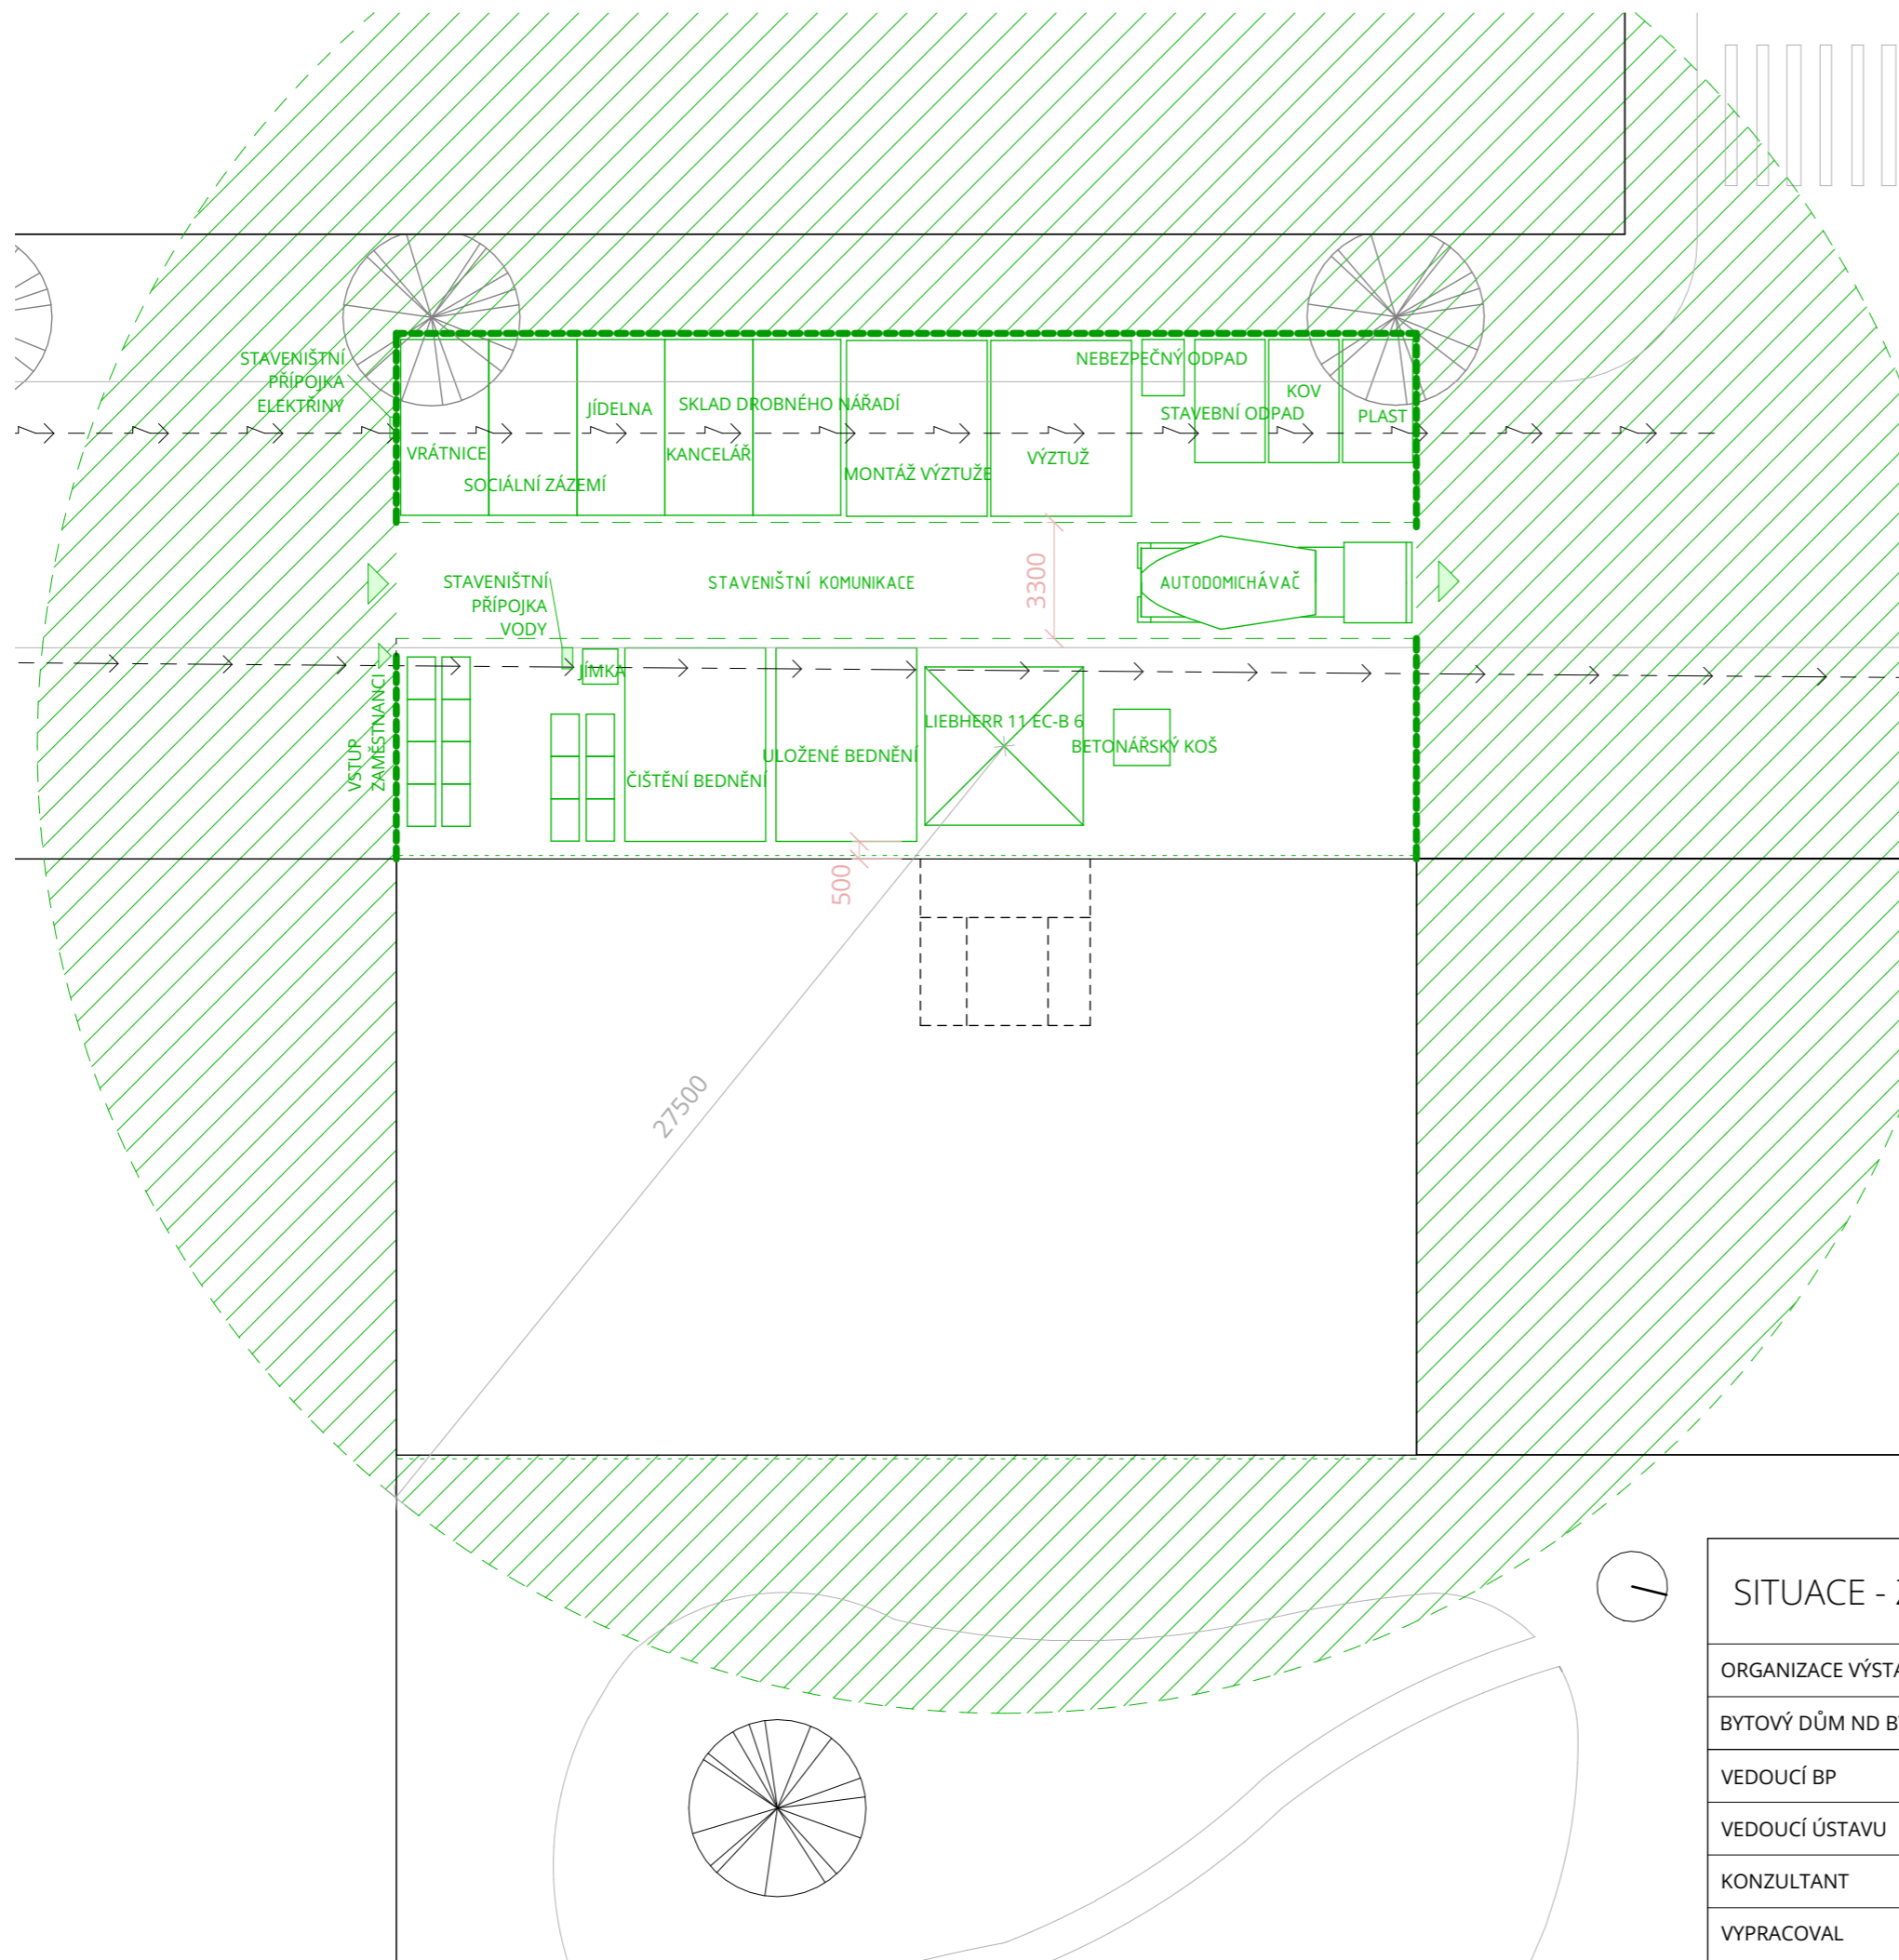 STAVENIŠTNÍ
PŘÍPOJKA
ELEKTŘINY
NEBEZPEČNÝ ODPAD
JÍDELNA
SKLAD DROBNÉHO NÁŘADÍ
KOV
STAVEBNÍ ODPAD
PLAST
VRÁTNICE
SOCIÁLNÍ ZÁZEMÍ
KANCELÁŘ
MONTÁŽ VÝZTUŽE
VÝZTUŽ
STAVENIŠTNÍ
PŘÍPOJKA
VODY
STAVENIŠTNÍ KOMUNIKACE
3300
AUTODOMICHÁVAČ
VSTUP
ZAMĚSTNANCI
JÍMKA
ČIŠTĚNÍ BEDNĚNÍ
ULOŽENÉ BEDNĚNÍ
LIEBHERR 11 EC-B 6
BETONÁŘSKÝ KOŠ
500
27500
SITUACE -
ORGANIZACE VÝSTA
BYTOVÝ DŮM ND B
VEDOUCÍ BP
VEDOUCÍ ÚSTAVU
KONZULTANT
VYPRACOVAL